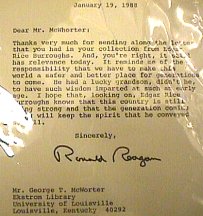 January 19, 1988
Dear Mr. McWhorter:
Thanks very much for sending along the letter
that you had in your collection from Edgar
Rice Burroughs. And, you're right, it still
has relevance today. It reminds us of the
responsibility that we have to make this
world a safer and better place for generations
to come. He had a lucky grandson, didn't he,
to have such wisdom imparted at such an early
age. I hope that, looking on, Edgar Rice
Burroughs knows that this country is still
strong and that the generation
will keep the spirit that he conveyed
Sincerely,
Ronald Reagan
Mr. George T. McWhorter
Ekstrom Library
University of Louisville
Louisville, Kentucky 40292